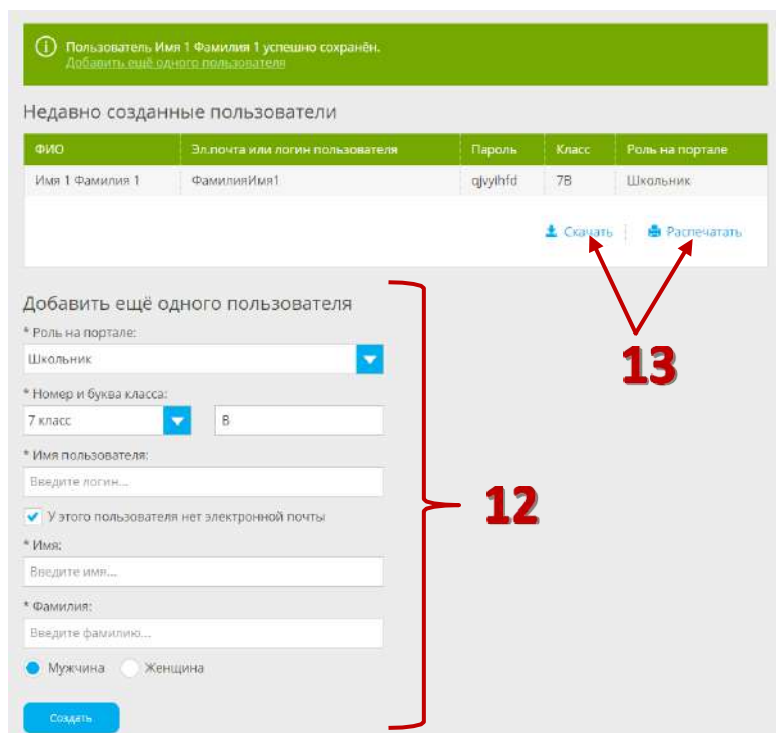 Пользователь Имя 1 Фамилия 1 успешно сохранён.
Добавить ещё одного пользователя
Недавно созданные пользователи
ФИО Эл.почта или логин пользователя Пароль Класс Роль на портале
Имя 1 Фамилия 1 ФамилияИмя1 qjvyihfd 7В Школьник
Скачать Распечатать
13
Добавить ещё одного пользователя
* Роль на портале:
Школьник
* Номер и буква класса:
7 класс В
* Имя пользователя:
Введите логин...
У этого пользователя нет электронной почты
* Имя:
Введите имя...
* Фамилия:
Введите фамилию...
Мужчина Женщина
Создать
12